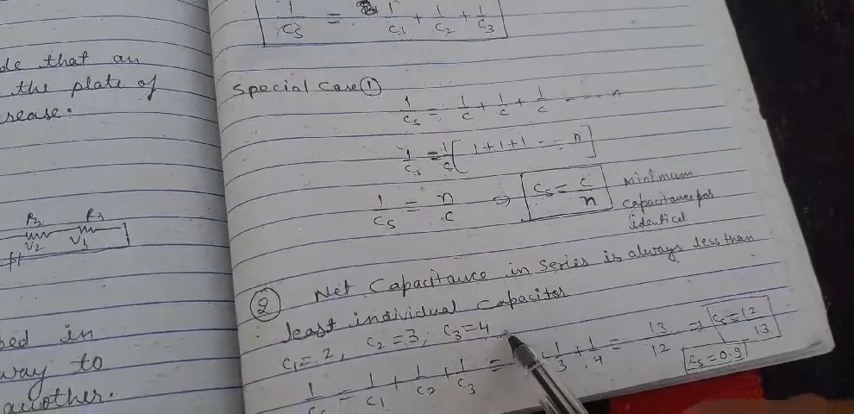 de that an
the plate of
rease.
R2 R3
V2 V3
bed in
way to
another.
1/Cs = 1/C1 + 1/C2 + 1/C3
Special Case ①
1/Cs = 1/C + 1/C + 1/C ---- n
1/Cs = 1/C [1+1+1 --- n]
1/Cs = n/C ⇒ Cs = C/n minimum
capacitance for
identical
② Net Capacitance in series is always less than
least individual capacitor
C1=2, C2=3, C3=4
1/Cs = 1/C1 + 1/C2 + 1/C3 = 1/3 + 1/4 = 13/12 ⇒ Cs=12/13
Cs=0.9